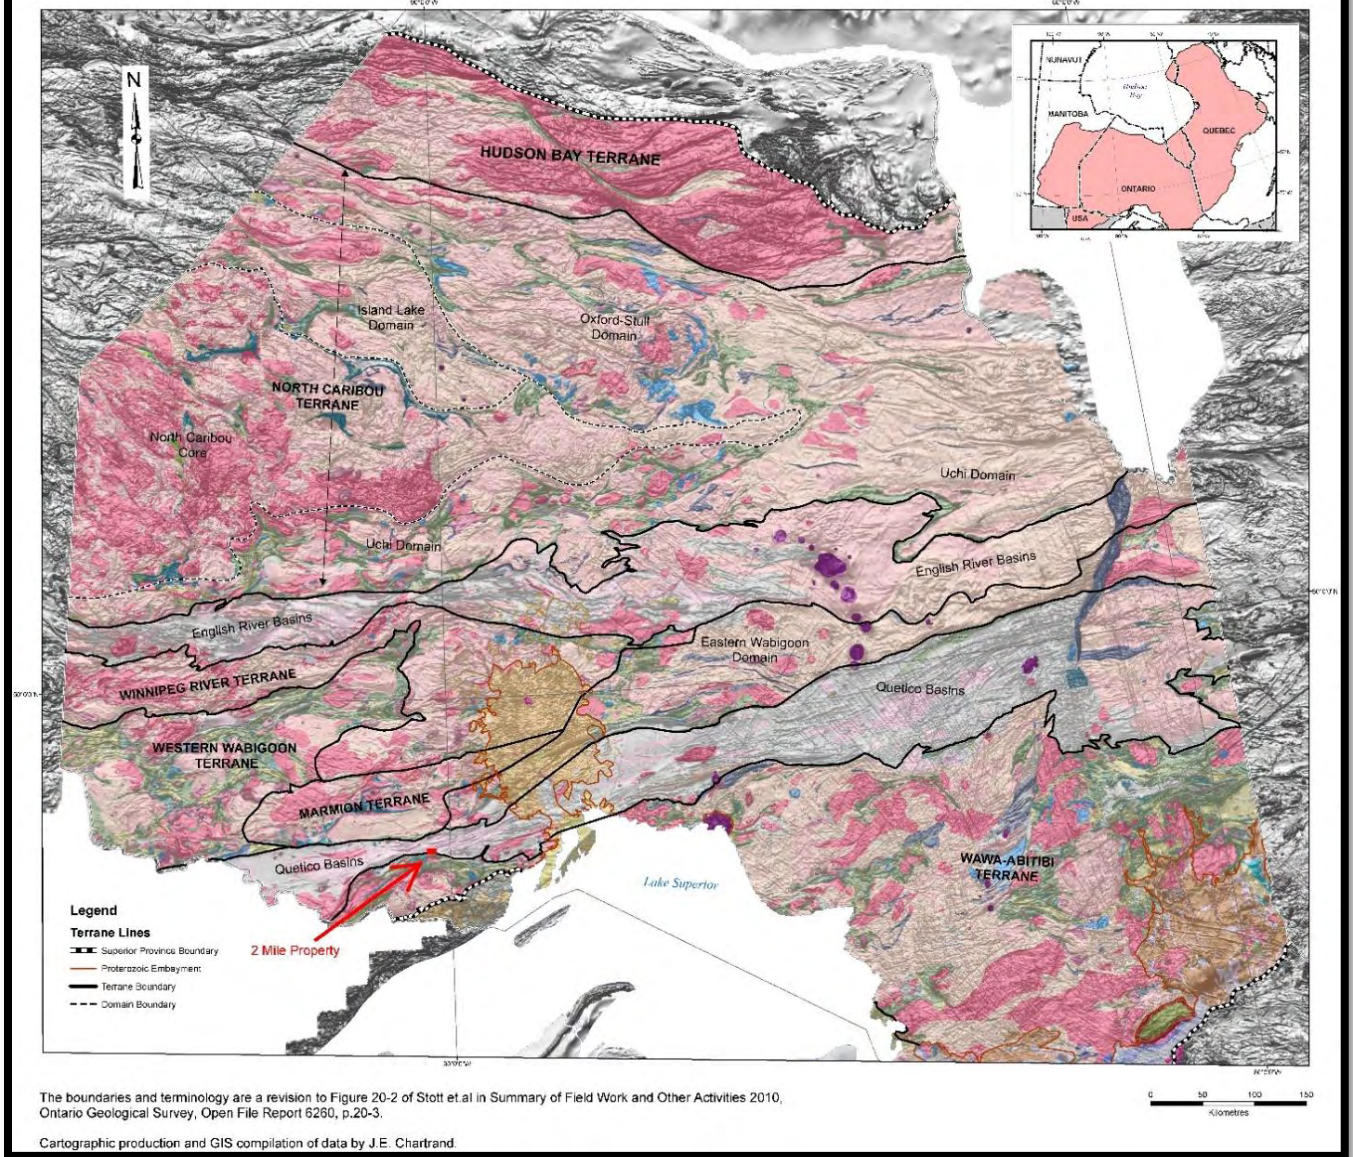 N
NUNAVUT
Hudson
Bay
MANITOBA
QUEBEC
ONTARIO
USA
HUDSON BAY TERRANE
Island Lake
Domain
Oxford-Stull
Domain
NORTH CARIBOU
TERRANE
North Caribou
Core
Uchi Domain
Uchi Domain
English River Basins
English River Basins
Eastern Wabigoon
Domain
WINNIPEG RIVER TERRANE
Quetico Basins
WESTERN WABIGOON
TERRANE
MARMION TERRANE
Quetico Basins
WAWA-ABITIBI
TERRANE
Lake Superior
2 Mile Property
Legend
Terrane Lines
Superior Province Boundary
Proterozoic Embayment
Terrane Boundary
Domain Boundary
The boundaries and terminology are a revision to Figure 20-2 of Stott et.al in Summary of Field Work and Other Activities 2010,
Ontario Geological Survey, Open File Report 6260, p.20-3.
0 50 100 150
Kilometres
Cartographic production and GIS compilation of data by J.E. Chartrand.